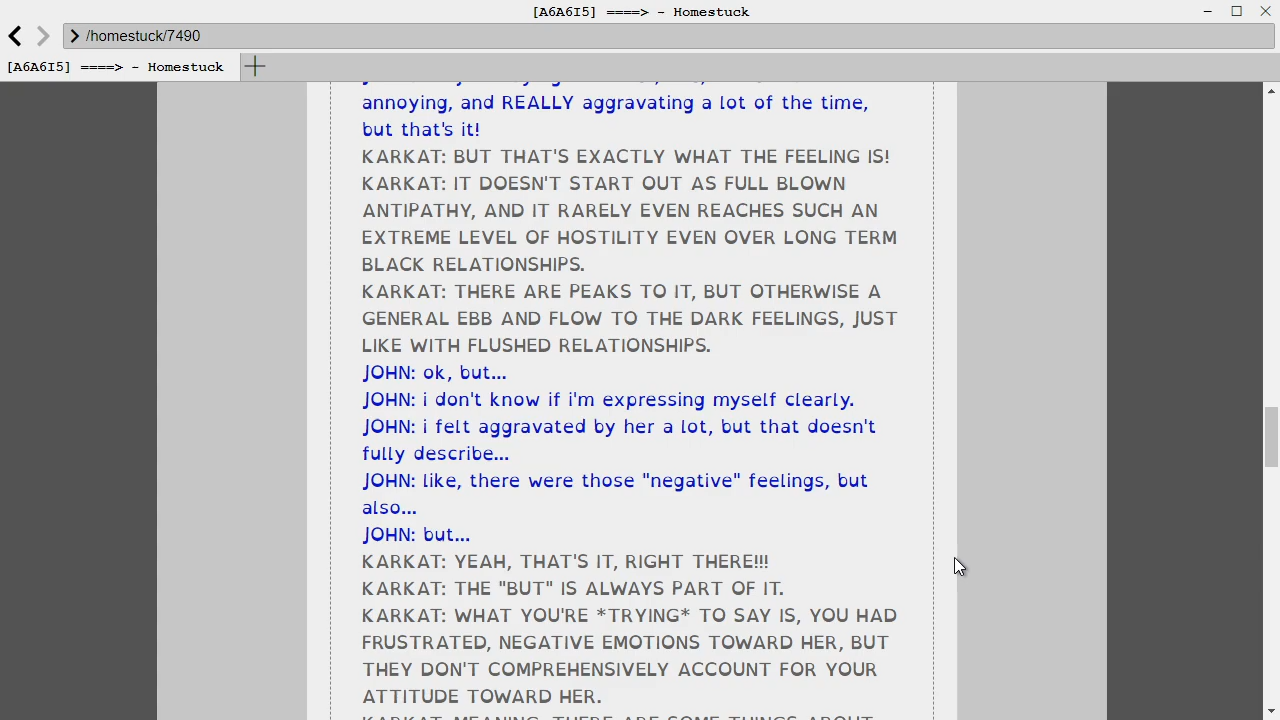 [A6A6I5] ====> - Homestuck
/homestuck/7490
[A6A6I5] ====> - Homestuck
annoying, and REALLY aggravating a lot of the time,
but that's it!
KARKAT: BUT THAT'S EXACTLY WHAT THE FEELING IS!
KARKAT: IT DOESN'T START OUT AS FULL BLOWN
ANTIPATHY, AND IT RARELY EVEN REACHES SUCH AN
EXTREME LEVEL OF HOSTILITY EVEN OVER LONG TERM
BLACK RELATIONSHIPS.
KARKAT: THERE ARE PEAKS TO IT, BUT OTHERWISE A
GENERAL EBB AND FLOW TO THE DARK FEELINGS, JUST
LIKE WITH FLUSHED RELATIONSHIPS.
JOHN: ok, but...
JOHN: i don't know if i'm expressing myself clearly.
JOHN: i felt aggravated by her a lot, but that doesn't
fully describe...
JOHN: like, there were those "negative" feelings, but
also...
JOHN: but...
KARKAT: YEAH, THAT'S IT, RIGHT THERE!!!
KARKAT: THE "BUT" IS ALWAYS PART OF IT.
KARKAT: WHAT YOU'RE *TRYING* TO SAY IS, YOU HAD
FRUSTRATED, NEGATIVE EMOTIONS TOWARD HER, BUT
THEY DON'T COMPREHENSIVELY ACCOUNT FOR YOUR
ATTITUDE TOWARD HER.
KARKAT: MEANING, THERE ARE SOME THINGS ABOUT